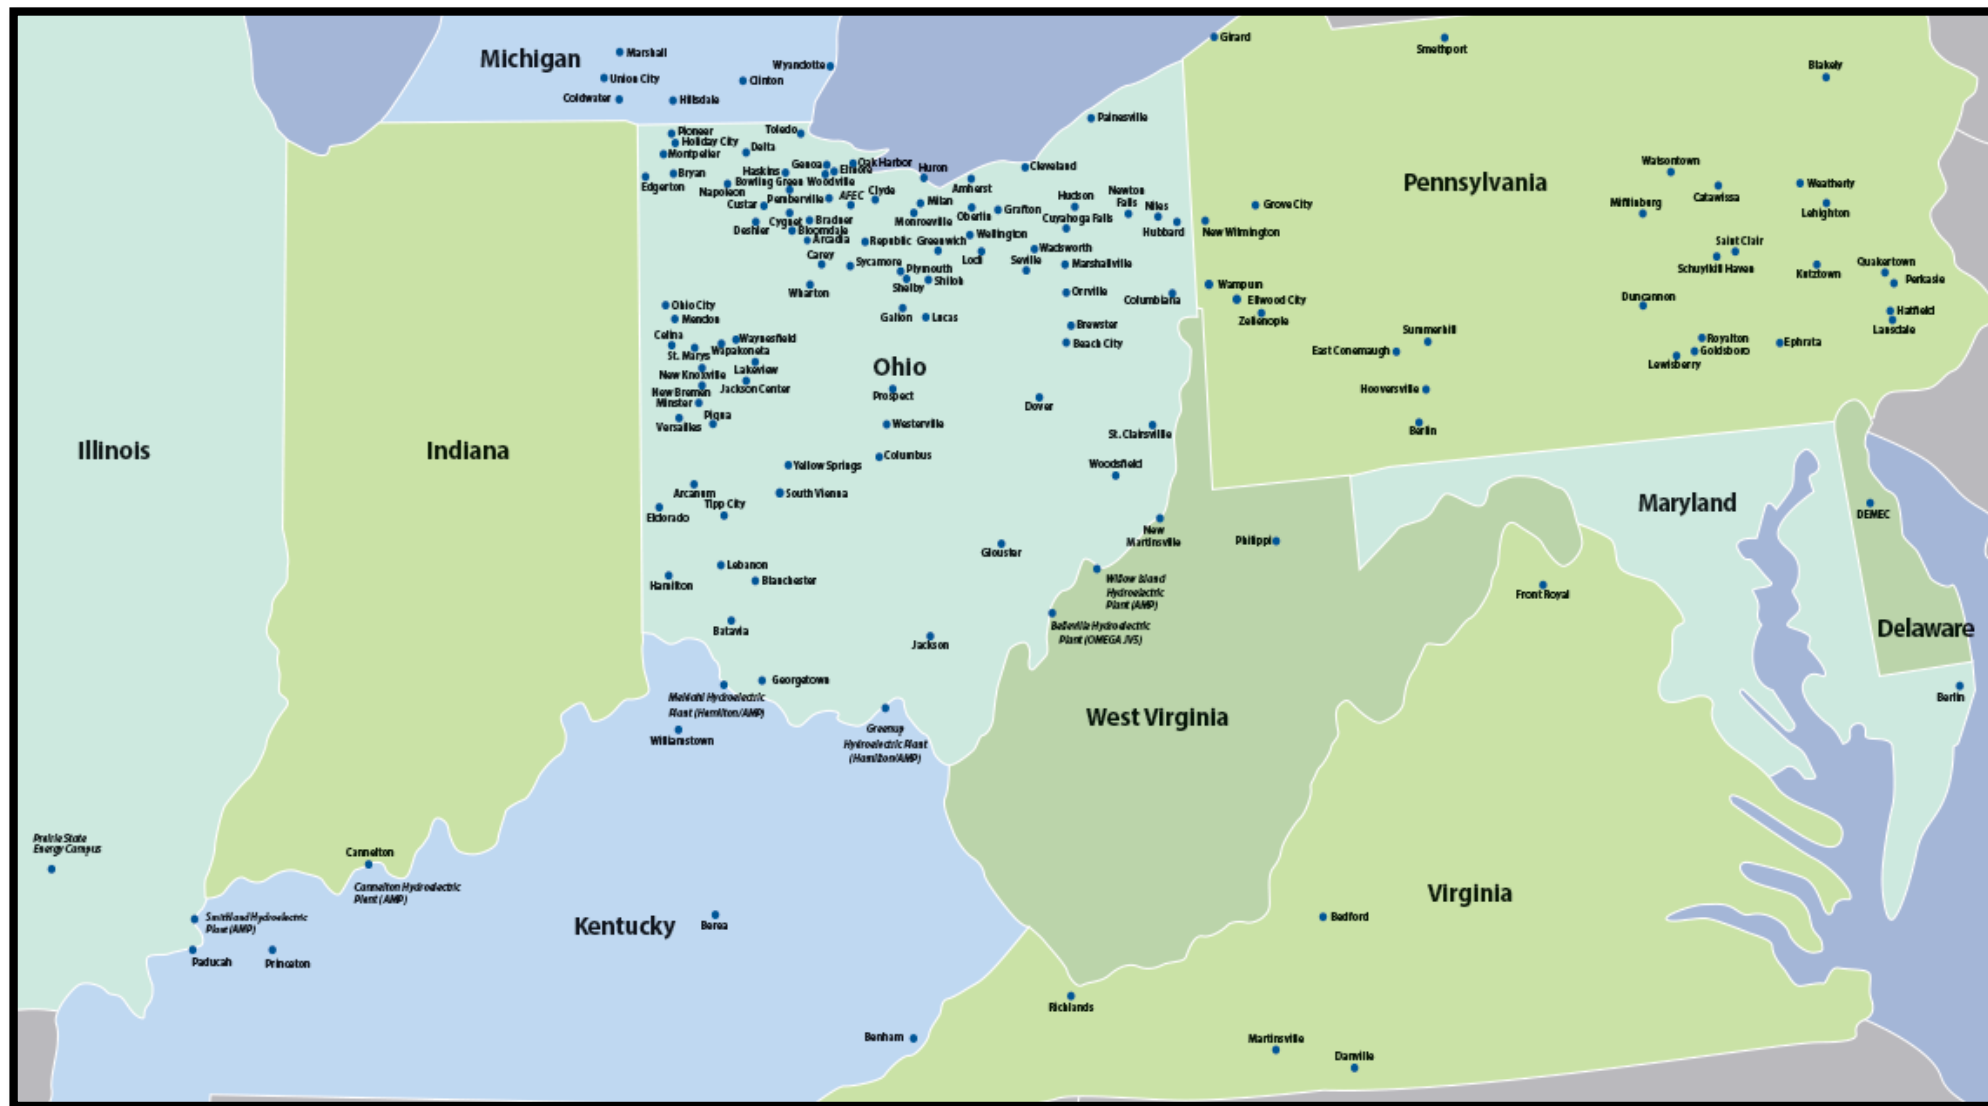 Michigan
Marshall
Union City
Coldwater
Hillsdale
Clinton
Wyandotte
Girard
Smethport
Blakely
Painesville
Pioneer
Holiday City
Montpelier
Toledo
Delta
Bryan
Edgerton
Napoleon
Haskins
Bowling Green
Genoa
Woodville
Elmore
Oak Harbor
Huron
Cleveland
Amherst
Custar
Pemberville
AFEC
Clyde
Milan
Monroeville
Oberlin
Grafton
Hudson
Cuyahoga Falls
Newton
Falls
Niles
Hubbard
Deshler
Cygnet
Bradner
Bloomdale
Arcadia
Republic
Greenwich
Wellington
Lodi
Wadsworth
Seville
Marshallville
Carey
Sycamore
Plymouth
Shelby
Shiloh
Wharton
Orrville
Columbiana
Galion
Lucas
Brewster
Beach City
Ohio City
Mendon
Celina
St. Marys
Waynesfield
Wapakoneta
Lakeview
New Knoxville
Jackson Center
New Bremen
Minster
Versailles
Piqua
Ohio
Prospect
Westerville
Columbus
Dover
St. Clairsville
Woodsfield
Yellow Springs
South Vienna
Arcanum
Tipp City
Eldorado
New
Martinsville
Glouster
Lebanon
Blanchester
Hamilton
Batavia
Jackson
Georgetown
Willow Island
Hydroelectric
Plant (AMP)
Belleville Hydroelectric
Plant (OMEGA JV5)
Meldahl Hydroelectric
Plant (Hamilton/AMP)
Greenup
Hydroelectric Plant
(Hamilton/AMP)
Pennsylvania
Grove City
New Wilmington
Wampum
Ellwood City
Zelienople
Summerhill
East Conemaugh
Hooversville
Berlin
Watsontown
Catawissa
Mifflinburg
Weatherly
Lehighton
Saint Clair
Schuylkill Haven
Kutztown
Quakertown
Perkasie
Duncannon
Hatfield
Lansdale
Royalton
Goldsboro
Lewisberry
Ephrata
Illinois
Indiana
Maryland
DEMEC
Delaware
Berlin
Philippi
Front Royal
West Virginia
Virginia
Williamstown
Prairie State
Energy Campus
Cannelton
Cannelton Hydroelectric
Plant (AMP)
Smithland Hydroelectric
Plant (AMP)
Paducah
Princeton
Kentucky
Berea
Benham
Bedford
Richlands
Martinsville
Danville